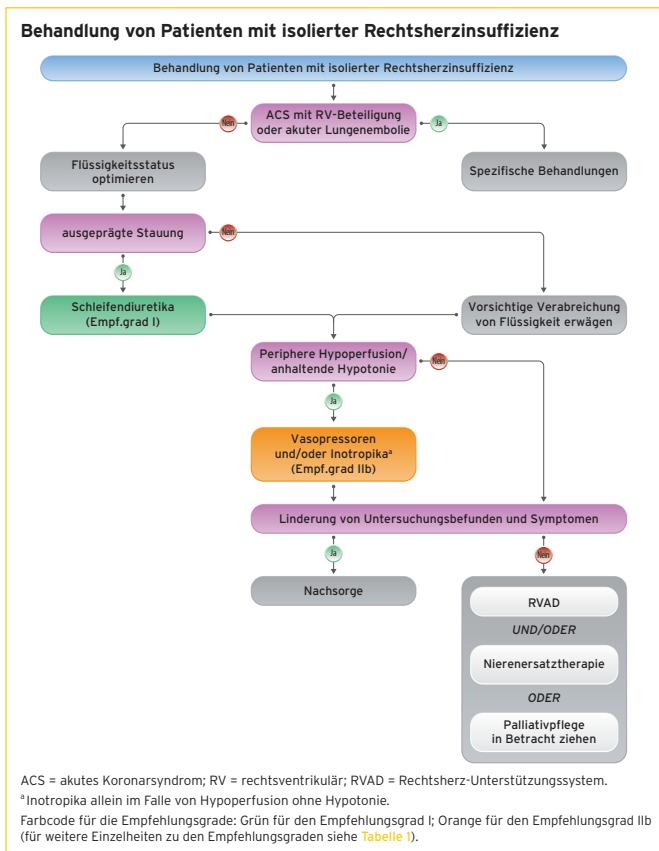 Behandlung von Patienten mit isolierter Rechtsherzinsuffizienz
Behandlung von Patienten mit isolierter Rechtsherzinsuffizienz
ACS mit RV-Beteiligung
oder akuter Lungenembolie
Nein
Ja
Flüssigkeitsstatus
optimieren
Spezifische Behandlungen
ausgeprägte Stauung
Nein
Ja
Schleifendiuretika
(Empf.grad I)
Vorsichtige Verabreichung
von Flüssigkeit erwägen
Periphere Hypoperfusion/
anhaltende Hypotonie
Nein
Ja
Vasopressoren
und/oder Inotropikaᵃ
(Empf.grad IIb)
Linderung von Untersuchungsbefunden und Symptomen
Ja
Nein
Nachsorge
RVAD
UND/ODER
Nierenersatztherapie
ODER
Palliativpflege
in Betracht ziehen
ACS = akutes Koronarsyndrom; RV = rechtsventrikulär; RVAD = Rechtsherz-Unterstützungssystem.
ᵃ Inotropika allein im Falle von Hypoperfusion ohne Hypotonie.
Farbcode für die Empfehlungsgrade: Grün für den Empfehlungsgrad I; Orange für den Empfehlungsgrad IIb
(für weitere Einzelheiten zu den Empfehlungsgraden siehe Tabelle 1).